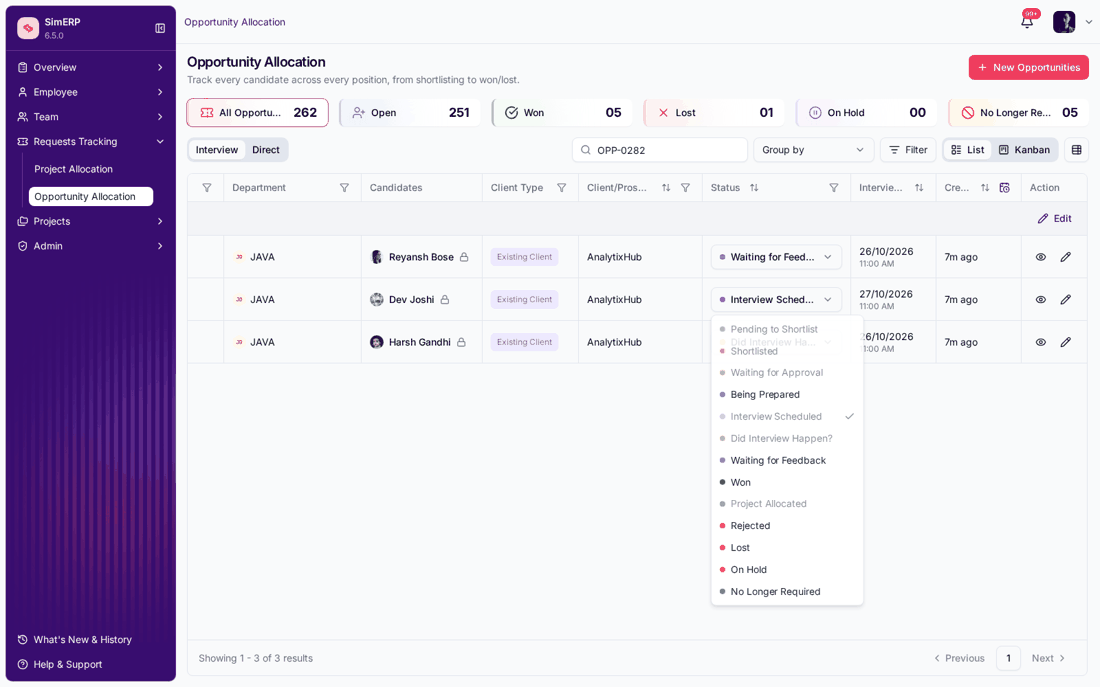 SimERP
6.5.0
Overview
Employee
Team
Requests Tracking
Project Allocation
Opportunity Allocation
Projects
Admin
What's New & History
Help & Support
Opportunity Allocation
99+
Opportunity Allocation
Track every candidate across every position, from shortlisting to won/lost.
New Opportunities
All Opportu... 262
Open 251
Won 05
Lost 01
On Hold 00
No Longer Re... 05
Interview Direct
OPP-0282
Group by
Filter
List
Kanban
Department Candidates Client Type Client/Pros... Status Intervie... Cre... Action
Edit
JAVA Reyansh Bose Existing Client AnalytixHub Waiting for Feed... 26/10/2026 7m ago
11:00 AM
JAVA Dev Joshi Existing Client AnalytixHub Interview Sched... 27/10/2026 7m ago
11:00 AM
JAVA Harsh Gandhi Existing Client AnalytixHub Did Interview Ha... 26/10/2026 7m ago
11:00 AM
Pending to Shortlist
Shortlisted
Waiting for Approval
Being Prepared
Interview Scheduled
Did Interview Happen?
Waiting for Feedback
Won
Project Allocated
Rejected
Lost
On Hold
No Longer Required
Showing 1 - 3 of 3 results
Previous 1 Next